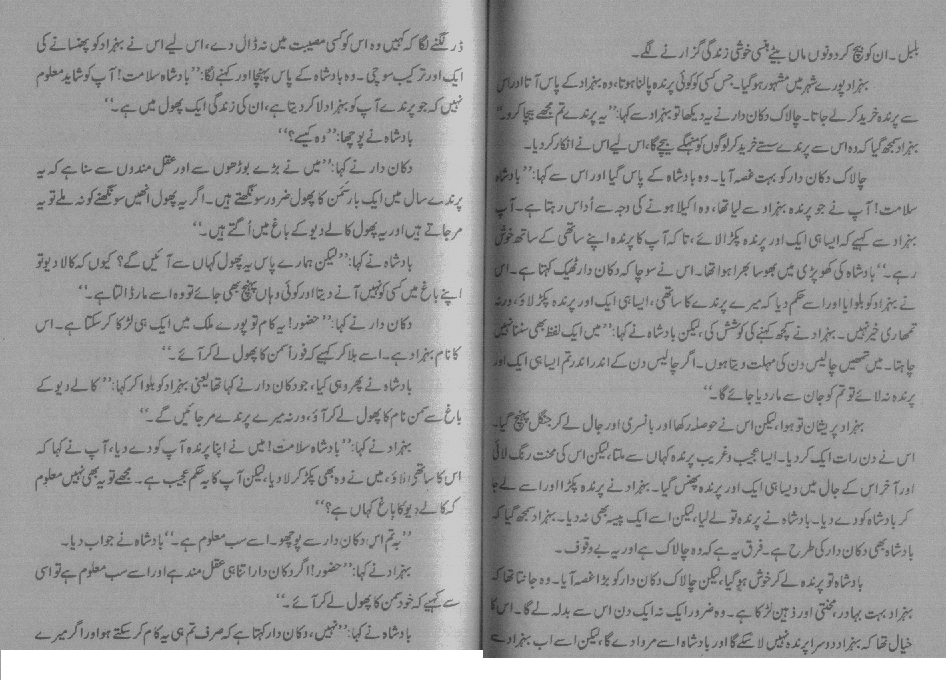 بلبل۔ ان کو بیچ کر دونوں ماں بیٹے ہنسی خوشی زندگی گزارنے لگے۔
بہزاد پورے شہر میں مشہور ہو گیا۔ جس کسی کو کوئی پرندہ پالنا ہوتا، وہ بہزاد کے پاس آتا اور اس
سے پرندہ خرید کر لے جاتا۔ چالاک دکان دار نے یہ دیکھا تو بہزاد سے کہا: ’’یہ پرندے تم مجھے بیچا کرو۔‘‘
بہزاد سمجھ گیا کہ وہ اس سے پرندے سستے خرید کر لوگوں کو مہنگے بیچے گا، اس لیے اس نے انکار کر دیا۔
چالاک دکان دار کو بہت غصہ آیا۔ وہ بادشاہ کے پاس گیا اور اس سے کہا: ’’بادشاہ
سلامت! آپ نے جو پرندہ بہزاد سے لیا تھا، وہ اکیلا ہونے کی وجہ سے اُداس رہتا ہے۔ آپ
بہزاد سے کہیے کہ ایسا ہی ایک اور پرندہ پکڑ لائے، تاکہ آپ کا پرندہ اپنے ساتھی کے ساتھ خوش
رہے۔‘‘ بادشاہ کی کھوپڑی میں بھوسا بھرا ہوا تھا۔ اس نے سوچا کہ دکان دار ٹھیک کہتا ہے۔ اس
نے بہزاد کو بلوایا اور اسے حکم دیا کہ میرے پرندے کا ساتھی، ایسا ہی ایک اور پرندہ پکڑ لاؤ، ورنہ
تمھاری خیر نہیں۔ بہزاد نے کچھ کہنے کی کوشش کی، لیکن بادشاہ نے کہا: ’’میں ایک لفظ بھی سننا نہیں
چاہتا۔ میں تمھیں چالیس دن کی مہلت دیتا ہوں۔ اگر چالیس دن کے اندر اندر تم ایسا ہی ایک اور
پرندہ نہ لائے تو تم کو جان سے مار دیا جائے گا۔‘‘
بہزاد پریشان تو ہوا، لیکن اس نے حوصلہ رکھا اور بانسری اور جال لے کر جنگل پہنچ گیا۔
اس نے دن رات ایک کر دیا۔ ایسا عجیب و غریب پرندہ کہاں سے ملتا، لیکن اس کی محنت رنگ لائی
اور آخر اس کے جال میں ویسا ہی ایک اور پرندہ پھنس گیا۔ بہزاد نے پرندہ پکڑا اور اسے لے جا
کر بادشاہ کو دے دیا۔ بادشاہ نے پرندہ تو لے لیا، لیکن اسے ایک پیسہ بھی نہ دیا۔ بہزاد سمجھ گیا کہ
بادشاہ بھی دکان دار کی طرح ہے۔ فرق یہ ہے کہ وہ چالاک ہے اور یہ بے وقوف۔
بادشاہ تو پرندہ لے کر خوش ہو گیا، لیکن چالاک دکان دار کو بڑا غصہ آیا۔ وہ جانتا تھا کہ
بہزاد بہت بہادر، محنتی اور ذہین لڑکا ہے۔ وہ ضرور ایک نہ ایک دن اس سے بدلہ لے گا۔ اس کا
خیال تھا کہ بہزاد دوسرا پرندہ نہیں لا سکے گا اور بادشاہ اسے مروا دے گا، لیکن اسے اب بہزاد سے
ڈر لگنے لگا کہ کہیں وہ اس کو کسی مصیبت میں نہ ڈال دے، اس لیے اس نے بہزاد کو پھنسانے کی
ایک اور ترکیب سوچی۔ وہ بادشاہ کے پاس پہنچا اور کہنے لگا: ’’بادشاہ سلامت! آپ کو شاید معلوم
نہیں کہ جو پرندے آپ کو بہزاد لا کر دیتا ہے، ان کی زندگی ایک پھول میں ہے۔‘‘
بادشاہ نے پوچھا: ’’وہ کیسے؟‘‘
دکان دار نے کہا: ’’میں نے بڑے بوڑھوں سے اور عقل مندوں سے سنا ہے کہ یہ
پرندے سال میں ایک بار سمن کا پھول ضرور سونگھتے ہیں۔ اگر یہ پھول انھیں سونگھنے کو نہ ملے تو یہ
مر جاتے ہیں اور یہ پھول کالے دیو کے باغ میں اُگتے ہیں۔‘‘
بادشاہ نے کہا: ’’لیکن ہمارے پاس یہ پھول کہاں سے آئیں گے؟ کیوں کہ کالا دیو تو
اپنے باغ میں کسی کو نہیں آنے دیتا اور کوئی وہاں پہنچ بھی جائے تو وہ اسے مار ڈالتا ہے۔‘‘
دکان دار نے کہا: ’’حضور! یہ کام تو پورے ملک میں ایک ہی لڑکا کر سکتا ہے۔ اس
کا نام بہزاد ہے۔ اسے بلا کر کہیے کہ فوراً سمن کا پھول لے کر آئے۔‘‘
بادشاہ نے پھر وہی کیا، جو دکان دار نے کہا تھا یعنی بہزاد کو بلوا کر کہا: ’’کالے دیو کے
باغ سے سمن نام کا پھول لے کر آؤ، ورنہ میرے پرندے مر جائیں گے۔‘‘
بہزاد نے کہا: ’’بادشاہ سلامت! میں نے اپنا پرندہ آپ کو دے دیا، آپ نے کہا کہ
اس کا ساتھی لاؤ، میں نے وہ بھی پکڑ کر لا دیا، لیکن آپ کا یہ حکم عجیب ہے۔ مجھے تو یہ بھی نہیں معلوم
کہ کالے دیو کا باغ کہاں ہے؟‘‘
’’یہ تم اس دکان دار سے پوچھو۔ اسے سب معلوم ہے۔‘‘ بادشاہ نے جواب دیا۔
بہزاد نے کہا: ’’حضور! اگر دکان دار اتنا ہی عقل مند ہے اور اسے سب معلوم ہے تو اسی
سے کہیے کہ خود سمن کا پھول لے کر آئے۔‘‘
بادشاہ نے کہا: ’’نہیں، دکان دار کہتا ہے کہ صرف تم ہی یہ کام کر سکتے ہو اور اگر میرے